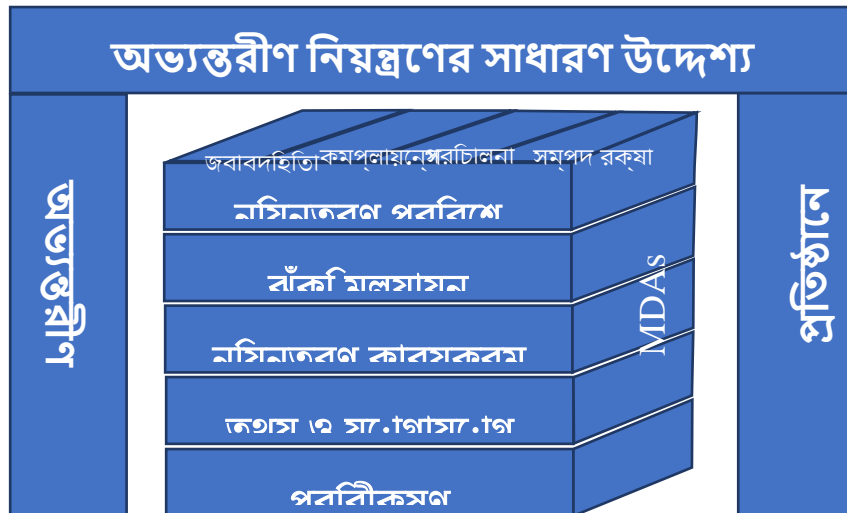 অভ্যন্তরীণ নিয়ন্ত্রণের সাধারণ উদ্দেশ্য
জবাবদিহিতা কমপ্লায়েন্স পরিচালনা সম্পদ রক্ষা
নিয়ন্ত্রণ পরিবেশ
ঝুঁকি মূল্যায়ন
নিয়ন্ত্রণ কার্যক্রম
তথ্য ও যোগাযোগ
পরিবীক্ষণ
MDAs
অভ্যন্তরীণ
প্রতিষ্ঠানে